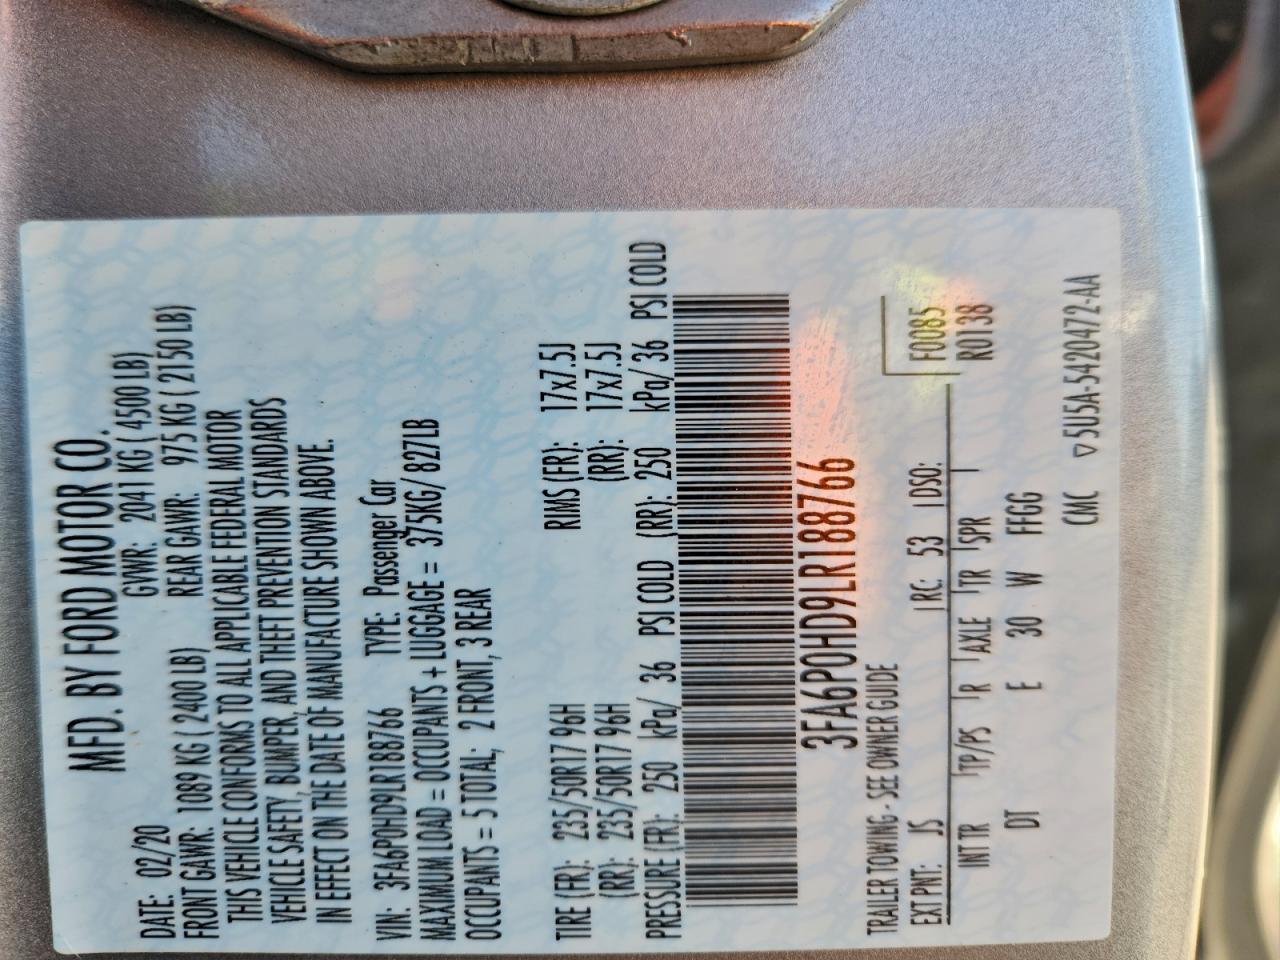 MFD. BY FORD MOTOR CO.
DATE: 02/20 GVWR: 2041 KG ( 4500 LB)
FRONT GAWR: 1089 KG ( 2400 LB) REAR GAWR: 975 KG ( 2150 LB)
THIS VEHICLE CONFORMS TO ALL APPLICABLE FEDERAL MOTOR
VEHICLE SAFETY, BUMPER, AND THEFT PREVENTION STANDARDS
IN EFFECT ON THE DATE OF MANUFACTURE SHOWN ABOVE.
VIN: 3FA6P0HD9LR188766 TYPE: Passenger Car
MAXIMUM LOAD = OCCUPANTS + LUGGAGE = 375KG/ 827LB
OCCUPANTS = 5 TOTAL; 2 FRONT, 3 REAR
TIRE (FR): 235/50R17 96H RIMS (FR): 17x7.5J
(RR): 235/50R17 96H (RR): 17x7.5J
PRESSURE (FR): 250 kPa/ 36 PSI COLD (RR): 250 kPa/ 36 PSI COLD
3FA6P0HD9LR188766
TRAILER TOWING - SEE OWNER GUIDE
EXT PNT: JS RC: 53 DSO: F0085
INT TR TP/PS R AXLE TR SPR R0138
DT E 30 W FFGG
CMC ▽5U5A-5420472-AA